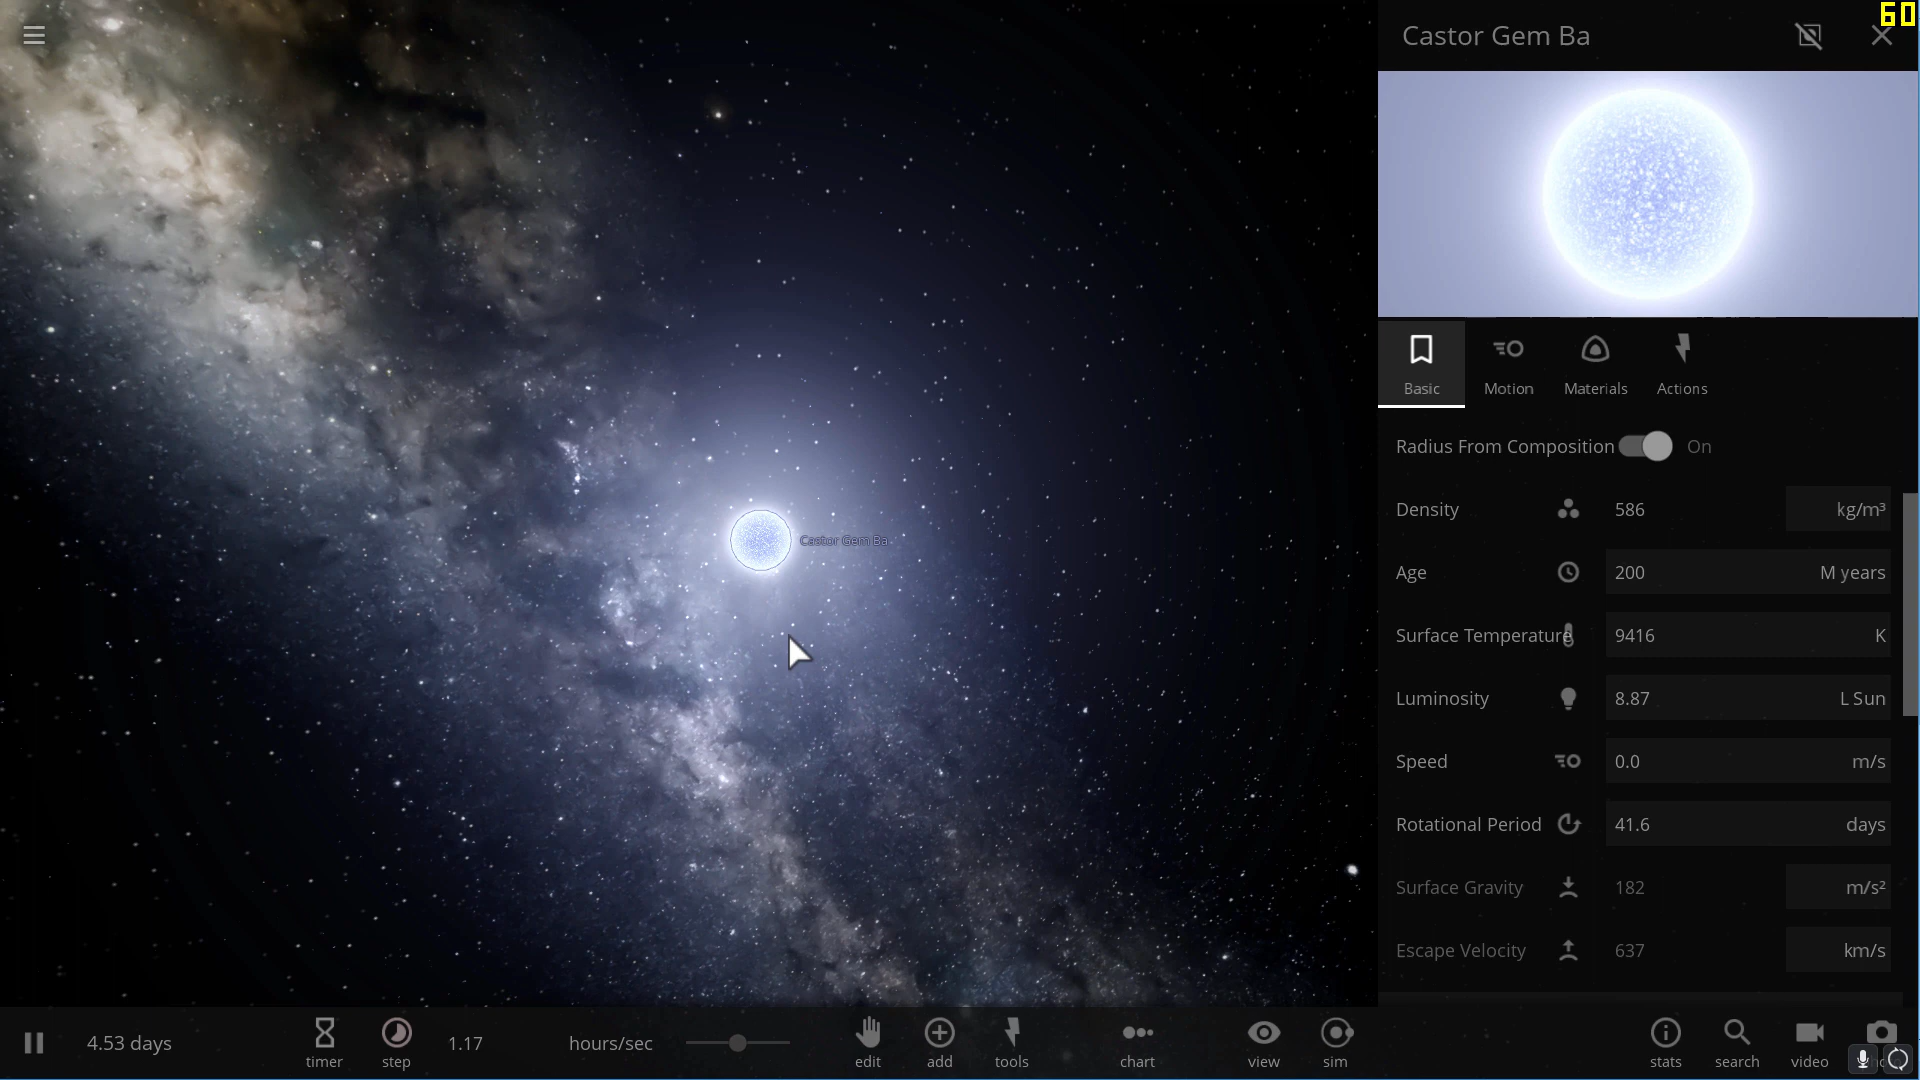 Castor Gem Ba
60
Castor Gem Ba
Basic
Motion
Materials
Actions
Radius From Composition On
Density 586 kg/m³
Age 200 M years
Surface Temperature 9416 K
Luminosity 8.87 L Sun
Speed 0.0 m/s
Rotational Period 41.6 days
Surface Gravity 182 m/s²
Escape Velocity 637 km/s
4.53 days
timer
step
1.17 hours/sec
edit
add
tools
chart
view
sim
stats
search
video